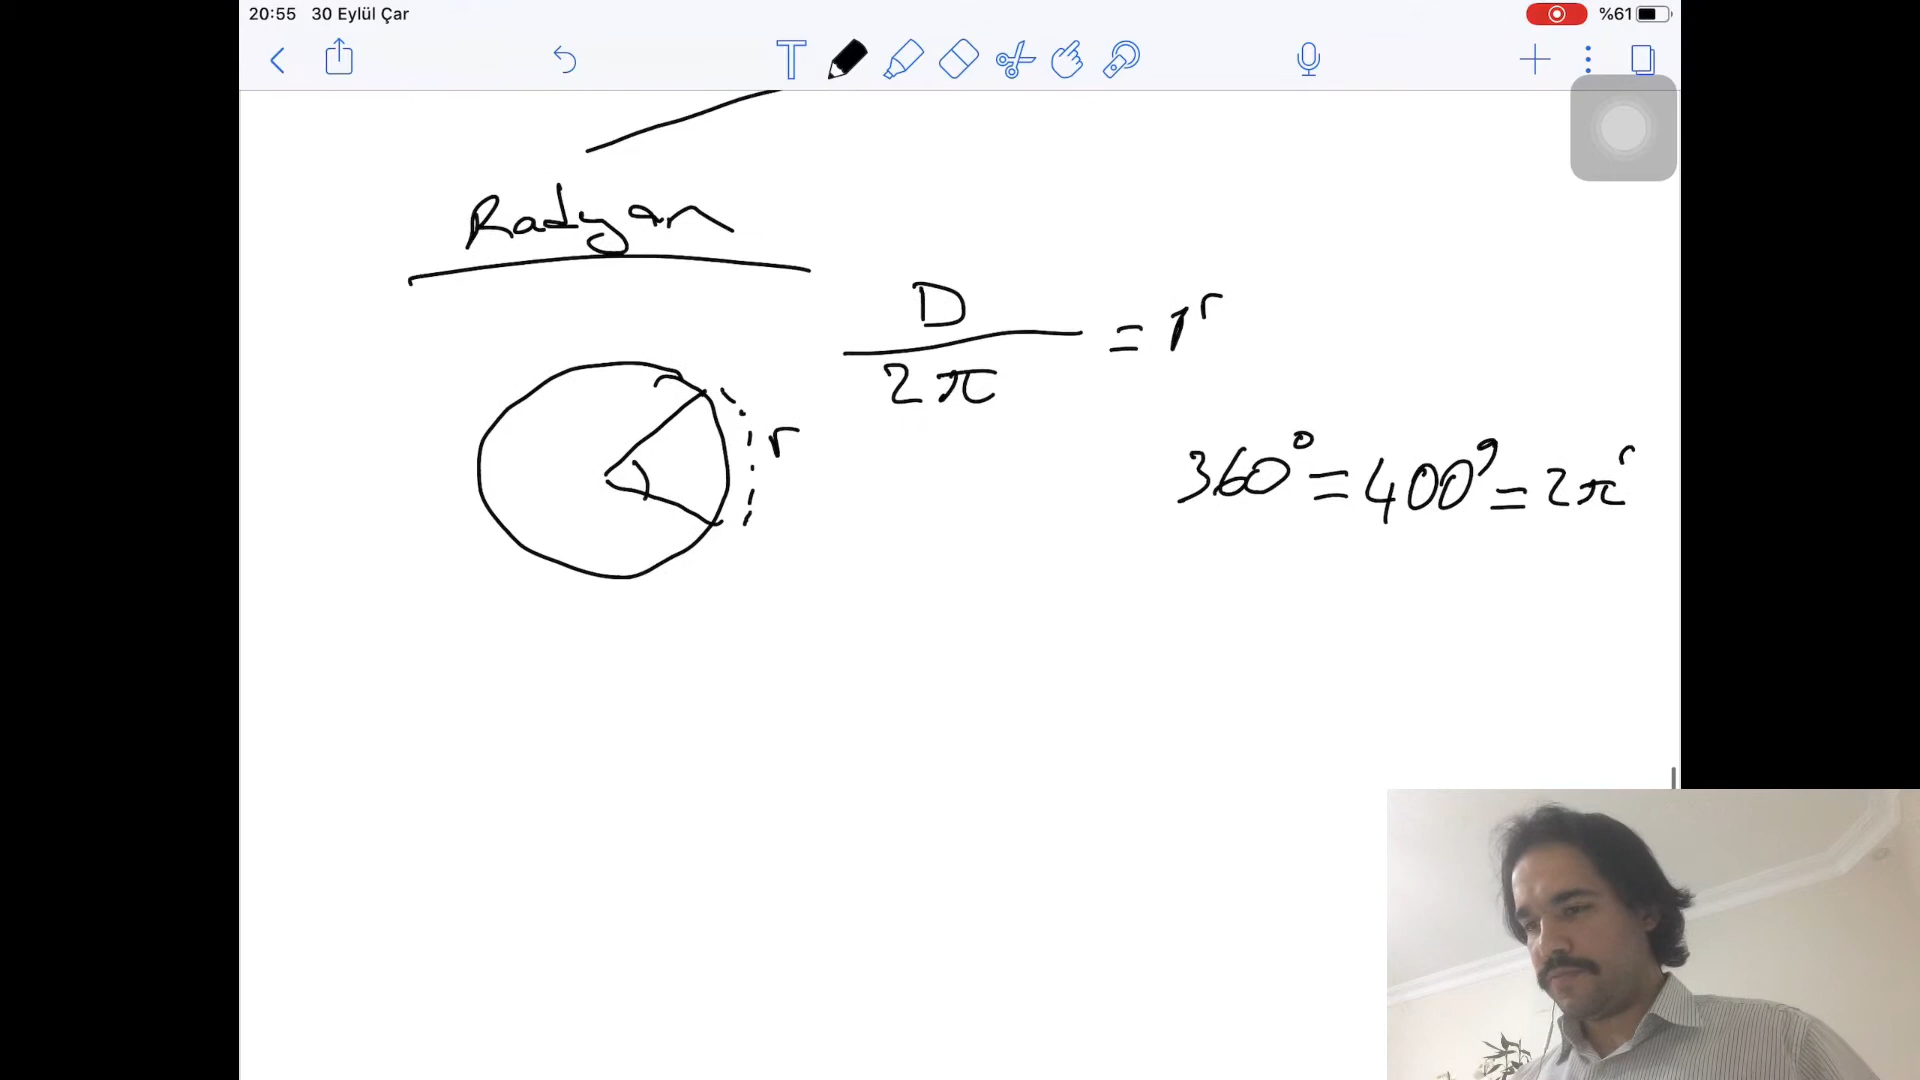 20:55 30 Eylül Çar %61
T
Radyan
D
2π
= 1ʳ
r
360° = 400ᵍ = 2πʳ